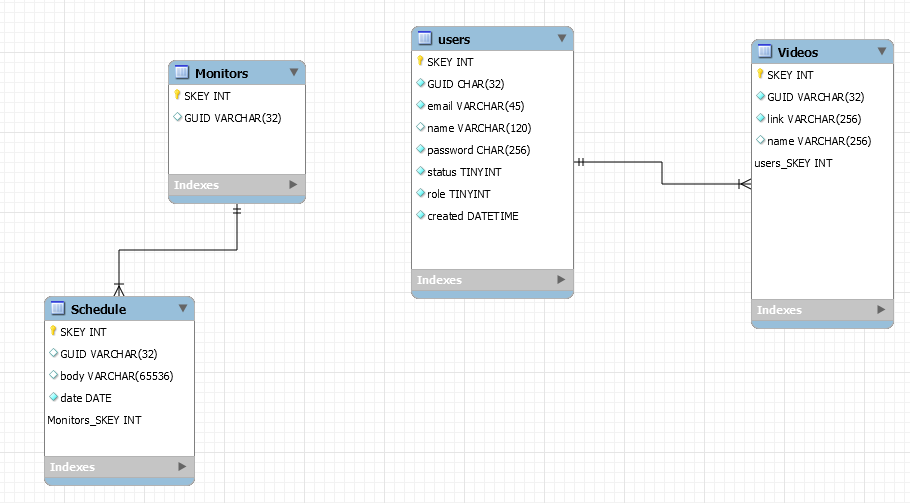 Monitors
SKEY INT
GUID VARCHAR(32)
Indexes
users
SKEY INT
GUID CHAR(32)
email VARCHAR(45)
name VARCHAR(120)
password CHAR(256)
status TINYINT
role TINYINT
created DATETIME
Indexes
Videos
SKEY INT
GUID VARCHAR(32)
link VARCHAR(256)
name VARCHAR(256)
users_SKEY INT
Indexes
Schedule
SKEY INT
GUID VARCHAR(32)
body VARCHAR(65536)
date DATE
Monitors_SKEY INT
Indexes